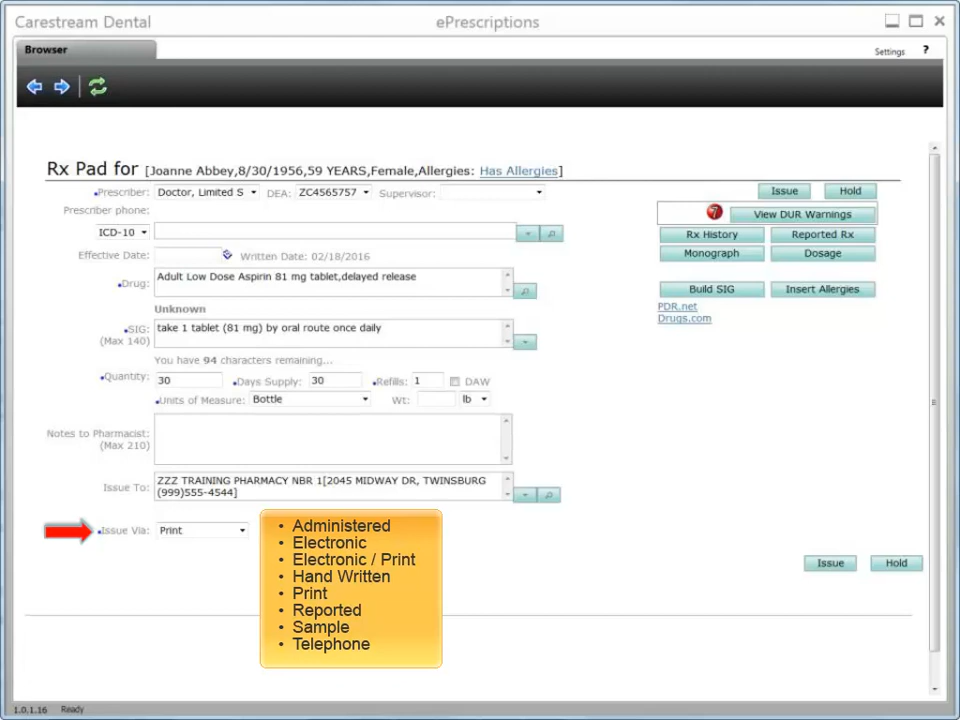 Carestream Dental ePrescriptions
Browser
Settings ?
Rx Pad for [Joanne Abbey,8/30/1956,59 YEARS,Female,Allergies: Has Allergies]
Prescriber: Doctor, Limited S DEA: ZC4565757 Supervisor: Issue Hold
Prescriber phone: View DUR Warnings
ICD-10 Rx History Reported Rx
Effective Date: Written Date: 02/18/2016 Monograph Dosage
Drug: Adult Low Dose Aspirin 81 mg tablet,delayed release
Build SIG Insert Allergies
Unknown PDR.net
Drugs.com
SIG: take 1 tablet (81 mg) by oral route once daily
(Max 140)
You have 94 characters remaining...
Quantity: 30 Days Supply: 30 Refills: 1 DAW
Units of Measure: Bottle Wt: lb
Notes to Pharmacist:
(Max 210)
Issue To: ZZZ TRAINING PHARMACY NBR 1[2045 MIDWAY DR, TWINSBURG
(999)555-4544]
Issue Via: Print
• Administered
• Electronic
• Electronic / Print
• Hand Written
• Print
• Reported
• Sample
• Telephone
Issue Hold
1.0.1.16 Ready